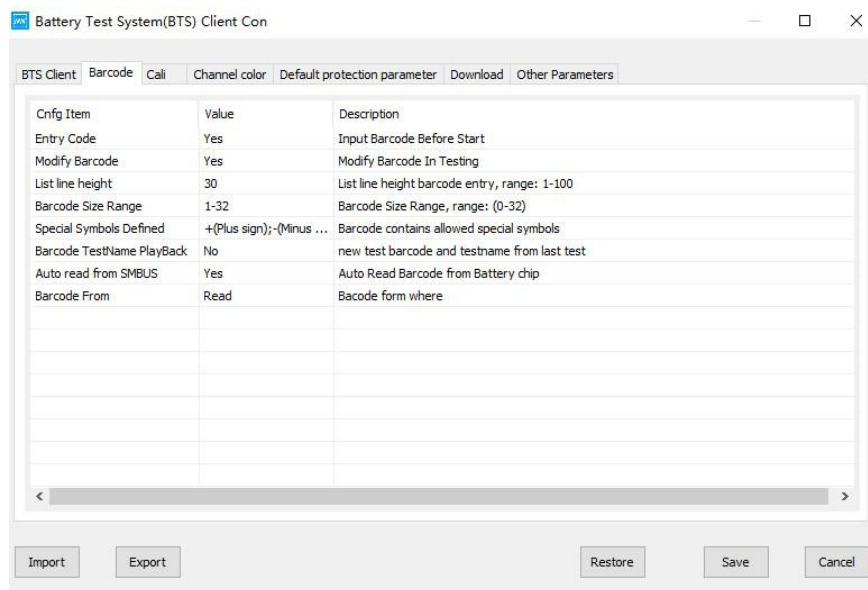 Battery Test System(BTS) Client Con
BTS Client Barcode Cali Channel color Default protection parameter Download Other Parameters
Cnfg Item Value Description
Entry Code Yes Input Barcode Before Start
Modify Barcode Yes Modify Barcode In Testing
List line height 30 List line height barcode entry, range: 1-100
Barcode Size Range 1-32 Barcode Size Range, range: (0-32)
Special Symbols Defined +(Plus sign);-(Minus ... Barcode contains allowed special symbols
Barcode TestName PlayBack No new test barcode and testname from last test
Auto read from SMBUS Yes Auto Read Barcode from Battery chip
Barcode From Read Bacode form where
Import Export Restore Save Cancel